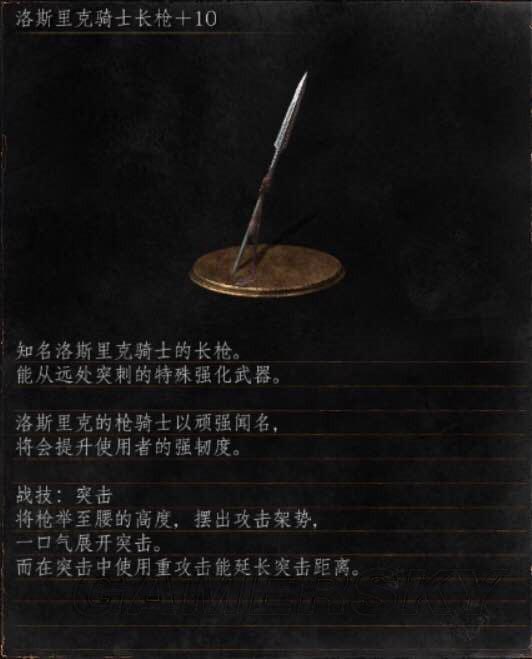 洛斯里克骑士长枪＋10
知名洛斯里克骑士的长枪。
能从远处突刺的特殊强化武器。
洛斯里克的枪骑士以顽强闻名，
将会提升使用者的强韧度。
战技：突击
将枪举至腰的高度，摆出攻击架势，
一口气展开突击。
而在突击中使用重攻击能延长突击距离。
GAMERSKY